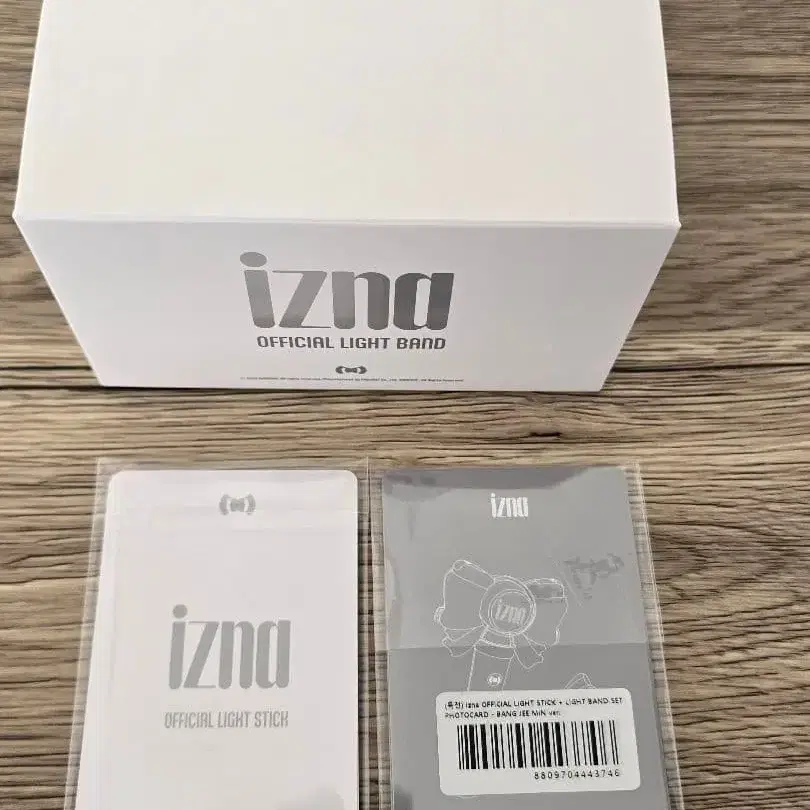 izna
OFFICIAL LIGHT BAND
izna
OFFICIAL LIGHT STICK
izna
izna
(특전) izna OFFICIAL LIGHT STICK + LIGHT BAND SET
PHOTOCARD - BANG JEE MIN ver.
8809704443746